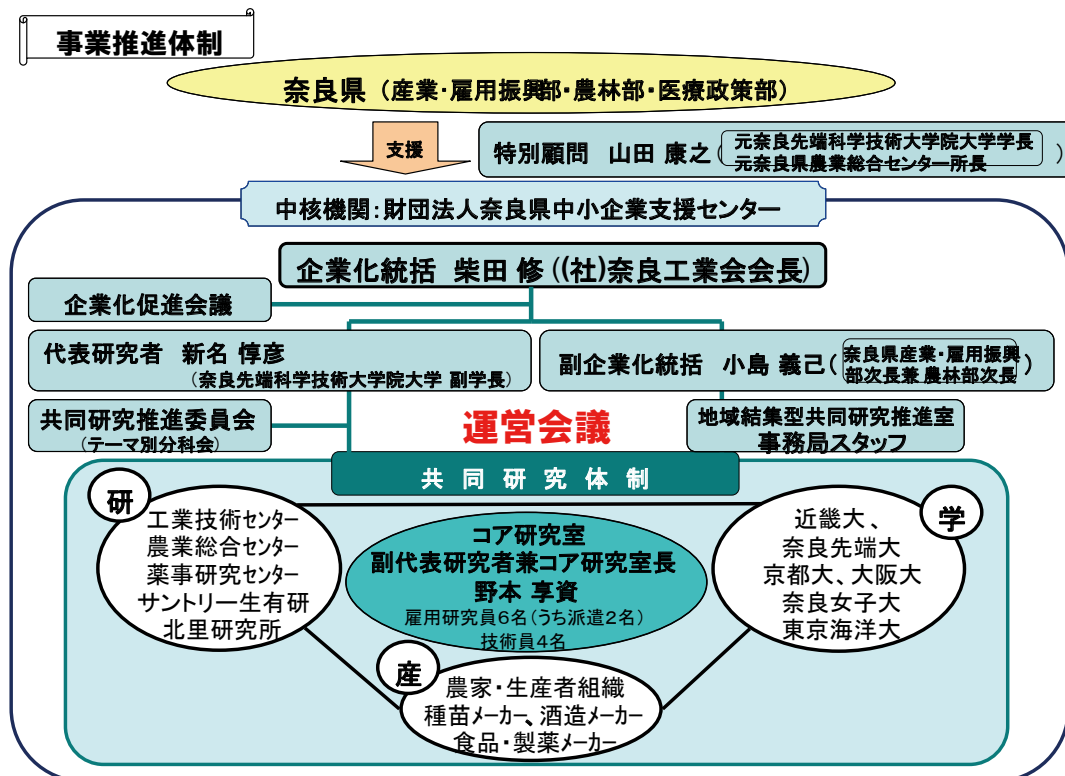 事業推進体制
奈良県（産業・雇用振興部・農林部・医療政策部）
支援
特別顧問　山田 康之（元奈良先端科学技術大学院大学学長
元奈良県農業総合センター所長）
中核機関：財団法人奈良県中小企業支援センター
企業化統括　柴田 修（(社)奈良工業会会長）
企業化促進会議
代表研究者　新名 惇彦
（奈良先端科学技術大学院大学 副学長）
副企業化統括　小島 義己（奈良県産業・雇用振興
部次長兼 農林部次長）
共同研究推進委員会
（テーマ別分科会）
運営会議
地域結集型共同研究推進室
事務局スタッフ
共同研究体制
研
工業技術センター
農業総合センター
薬事研究センター
サントリー生有研
北里研究所
コア研究室
副代表研究者兼コア研究室長
野本 享資
雇用研究員６名（うち派遣２名）
技術員４名
学
近畿大、
奈良先端大
京都大、大阪大
奈良女子大
東京海洋大
産
農家・生産者組織
種苗メーカー、酒造メーカー
食品・製薬メーカー